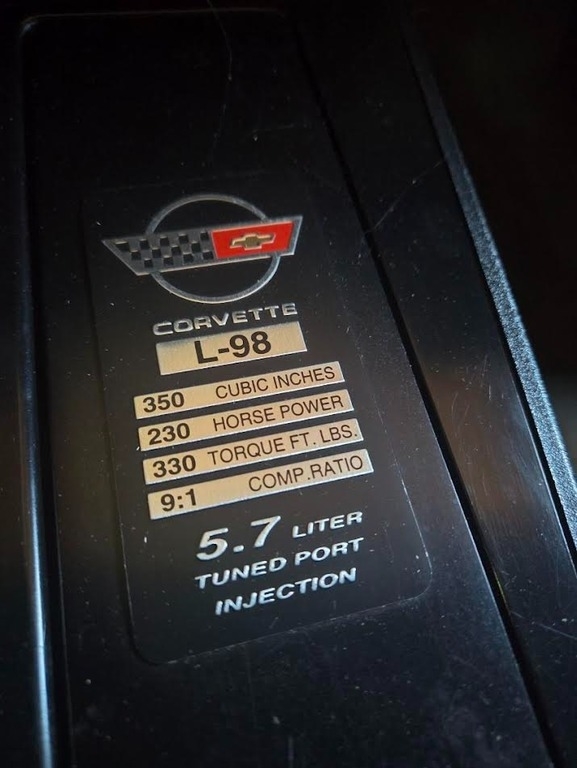 CORVETTE
L-98
350 CUBIC INCHES
230 HORSE POWER
330 TORQUE FT. LBS.
9:1 COMP.RATIO
5.7 LITER
TUNED PORT
INJECTION